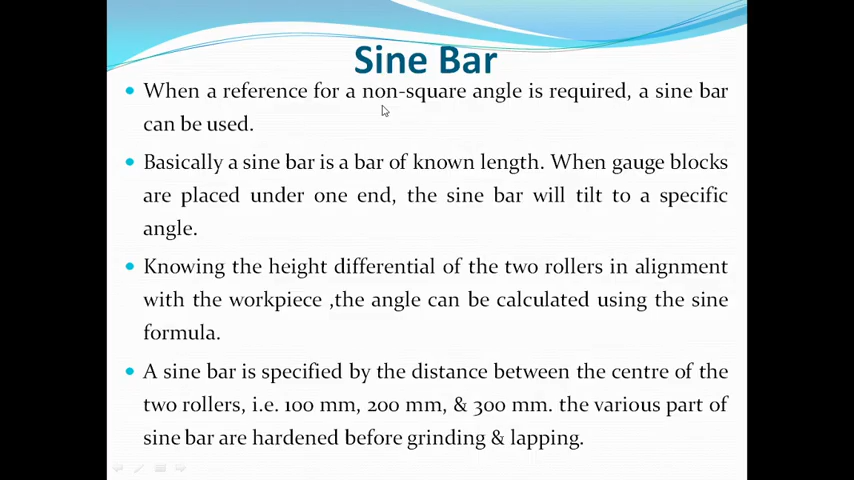 Sine Bar
• When a reference for a non-square angle is required, a sine bar
can be used.
• Basically a sine bar is a bar of known length. When gauge blocks
are placed under one end, the sine bar will tilt to a specific
angle.
• Knowing the height differential of the two rollers in alignment
with the workpiece ,the angle can be calculated using the sine
formula.
• A sine bar is specified by the distance between the centre of the
two rollers, i.e. 100 mm, 200 mm, & 300 mm. the various part of
sine bar are hardened before grinding & lapping.